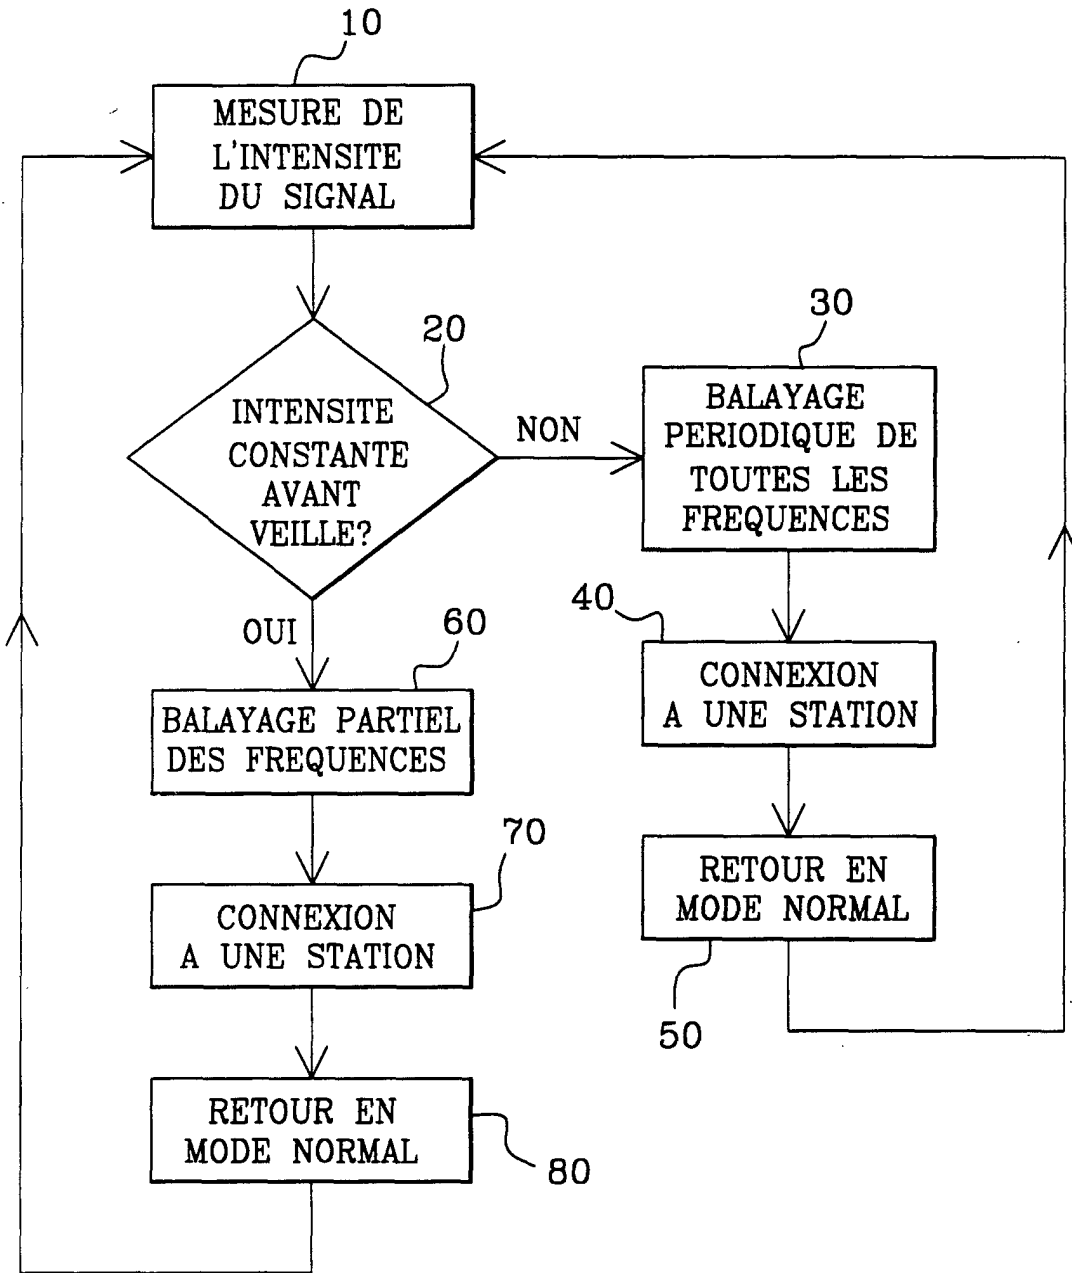 10
MESURE DE
L'INTENSITE
DU SIGNAL
20
INTENSITE
CONSTANTE
AVANT
VEILLE?
NON
30
BALAYAGE
PERIODIQUE DE
TOUTES LES
FREQUENCES
40
CONNEXION
A UNE STATION
RETOUR EN
MODE NORMAL
50
OUI
60
BALAYAGE PARTIEL
DES FREQUENCES
70
CONNEXION
A UNE STATION
RETOUR EN
MODE NORMAL
80